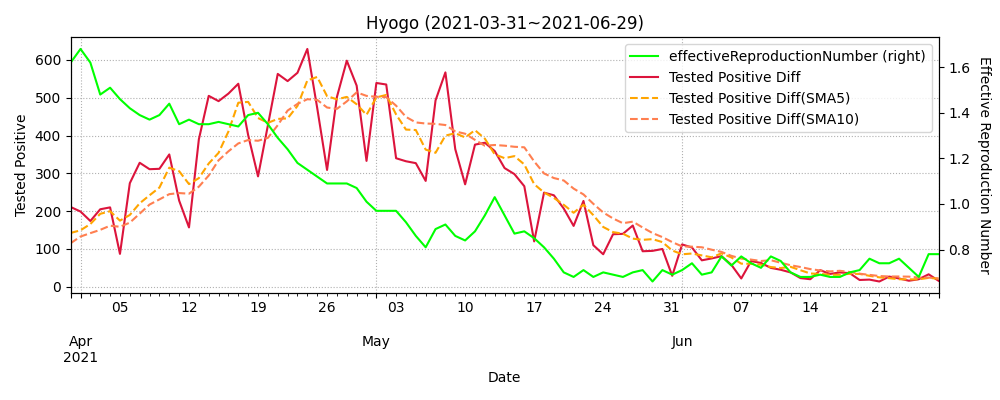 Hyogo (2021-03-31~2021-06-29)
effectiveReproductionNumber (right)
Tested Positive Diff
Tested Positive Diff(SMA5)
Tested Positive Diff(SMA10)
Tested Positive
600
500
400
300
200
100
0
Effective Reproduction Number
1.6
1.4
1.2
1.0
0.8
05 12 19 26 03 10 17 24 31 07 14 21
Apr May Jun
2021
Date